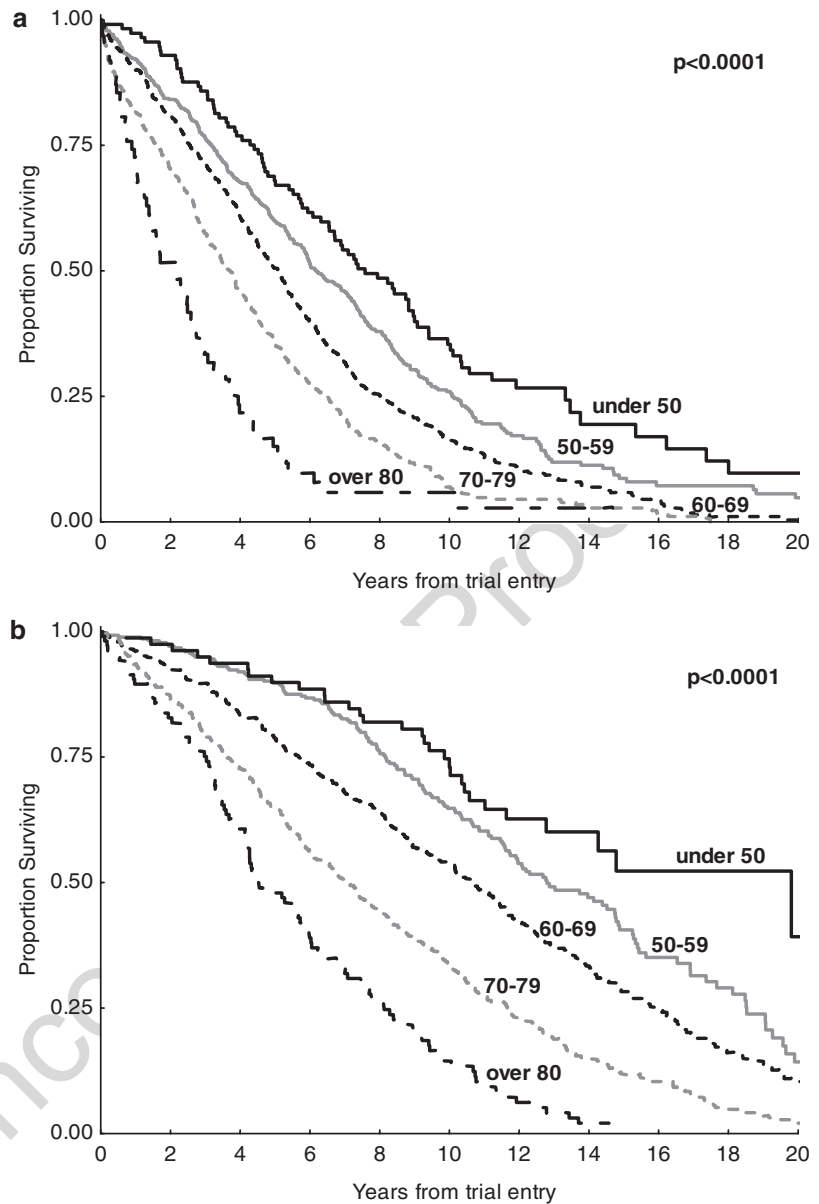 a
1.00
p<0.0001
0.75
Proportion Surviving
0.50
0.25
under 50
50-59
over 80
70-79
60-69
0.00
0 2 4 6 8 10 12 14 16 18 20
Years from trial entry
b
1.00
p<0.0001
0.75
Proportion Surviving
under 50
0.50
60-69
50-59
70-79
0.25
over 80
0.00
0 2 4 6 8 10 12 14 16 18 20
Years from trial entry